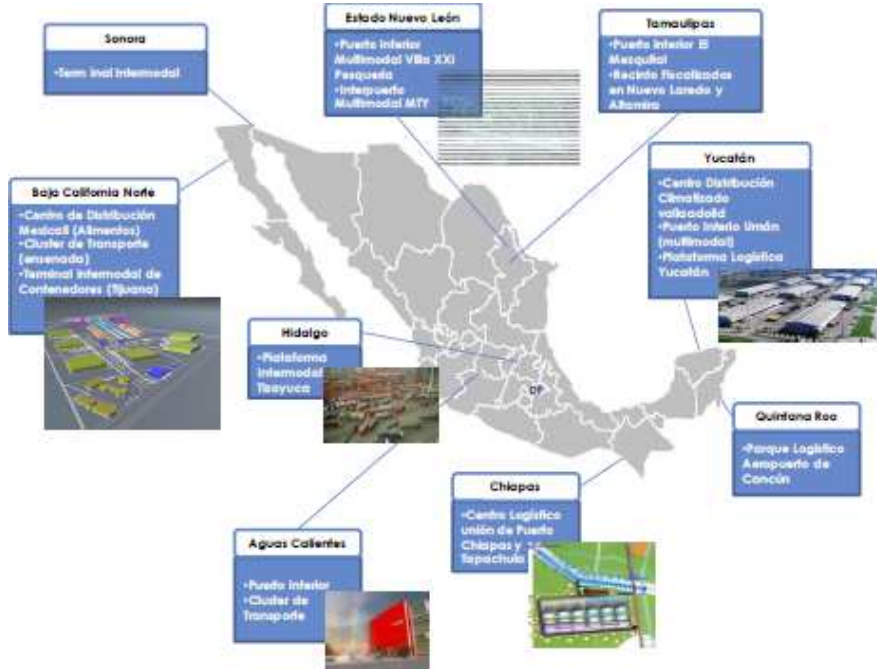 Sonora
•Term inal Intermodal
Estado Nuevo León
•Puerto Interior
Multimodal Villa XXI
Pesquería
•Interpuerto
Multimodal MTY
Tamaulipas
•Puerto Interior El
Mezquital
•Recinto Fiscalizados
en Nuevo Laredo y
Altamira
Baja California Norte
•Centro de Distribución
Mexicali (Alimentos)
•Cluster de Transporte
(ensenada)
•Terminal intermodal de
Contenedores (Tijuana)
Yucatán
•Centro Distribución
Climatizado
valladolid
•Puerto Interio Umán
(multimodal)
•Plataforma Logística
Yucatán
Hidalgo
•Plataforma
Intermodal
Tizayuca
DF
Quintana Roo
•Parque Logístico
Aeropuerto de
Cancún
Chiapas
•Centro Logístico
unión de Puerto
Chiapas y
Tapachula
Aguas Calientes
•Puerto Interior
•Cluster de
Transporte